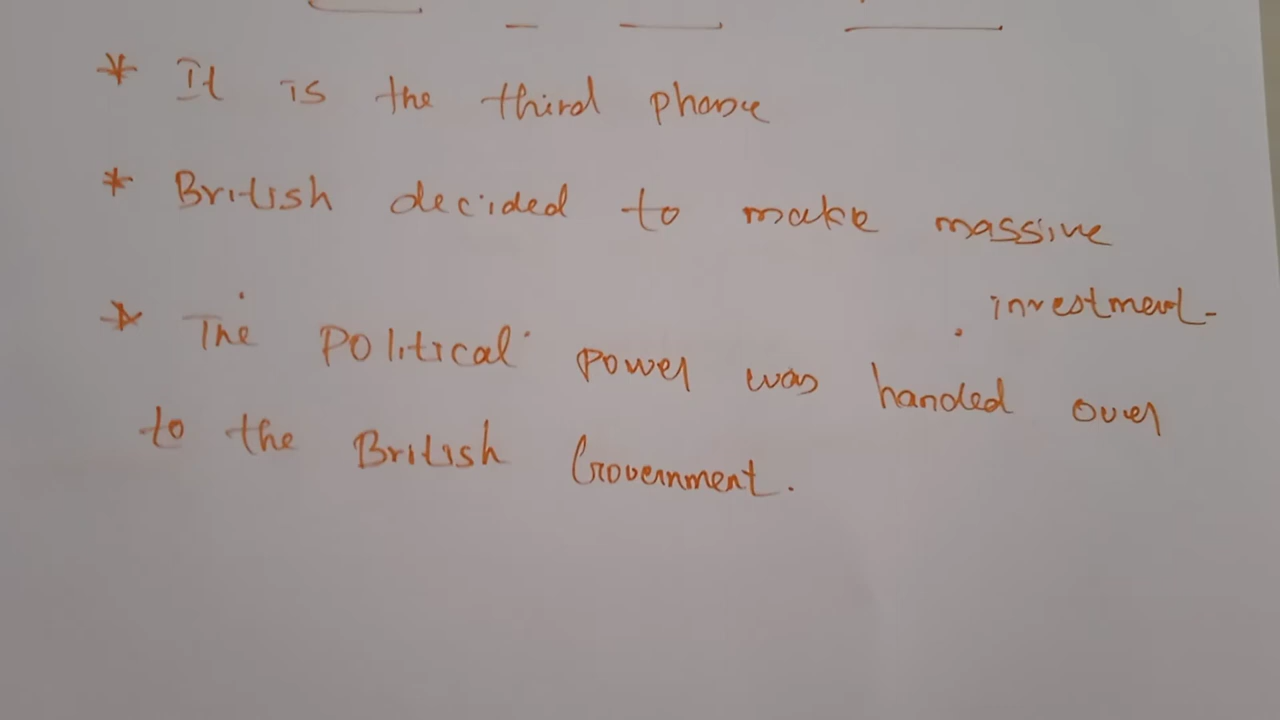 * It is the third phase
* British decided to make massive
investment-
* The Political power was handed over
to the British Government.